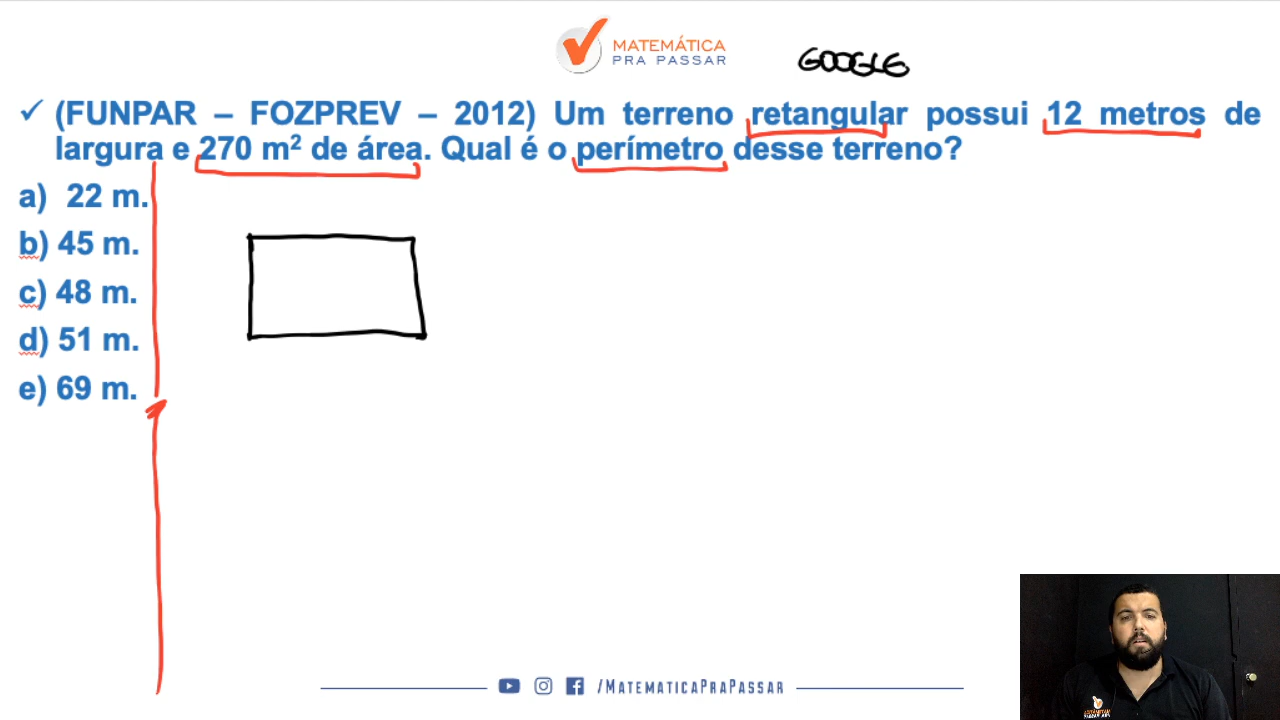 MATEMÁTICA
PRA PASSAR
GOOGLE
✓ (FUNPAR – FOZPREV – 2012) Um terreno retangular possui 12 metros de
largura e 270 m² de área. Qual é o perímetro desse terreno?
a) 22 m.
b) 45 m.
c) 48 m.
d) 51 m.
e) 69 m.
/MATEMATICAPRAPASSAR